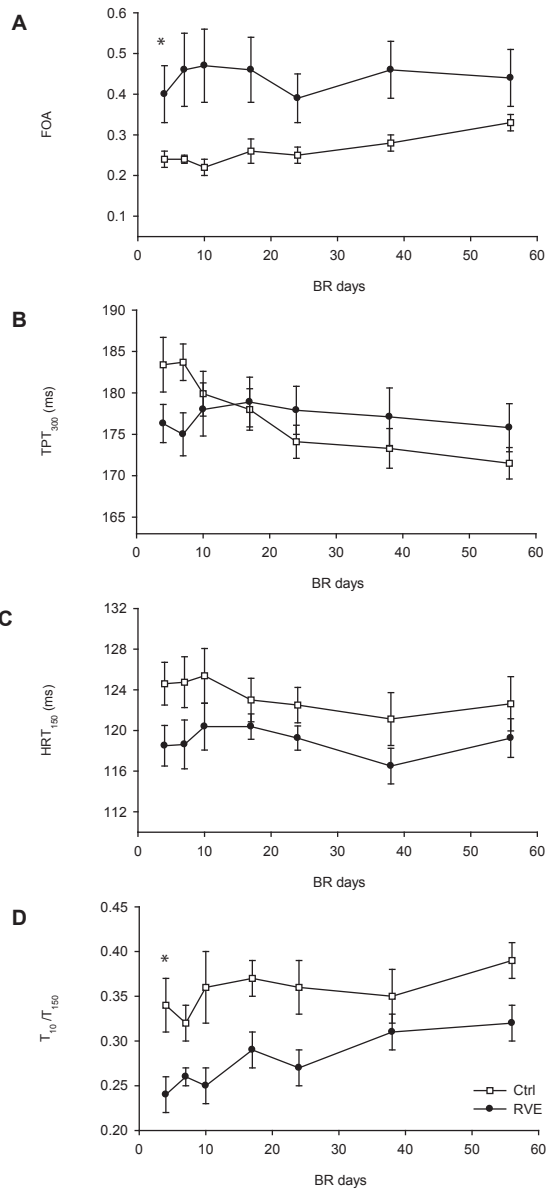 A
*
0.6
0.5
0.4
0.3
0.2
0.1
FOA
0 10 20 30 40 50 60
BR days
B
190
185
180
175
170
165
163
TPT300 (ms)
0 10 20 30 40 50 60
BR days
C
132
128
124
120
116
112
HRT150 (ms)
0 10 20 30 40 50 60
BR days
D
*
0.45
0.40
0.35
0.30
0.25
0.20
T10/T150
Ctrl
RVE
0 10 20 30 40 50 60
BR days